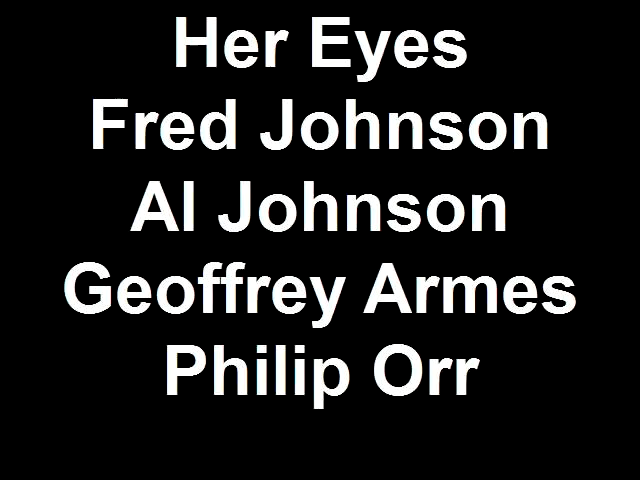 Her Eyes
Fred Johnson
Al Johnson
Geoffrey Armes
Philip Orr